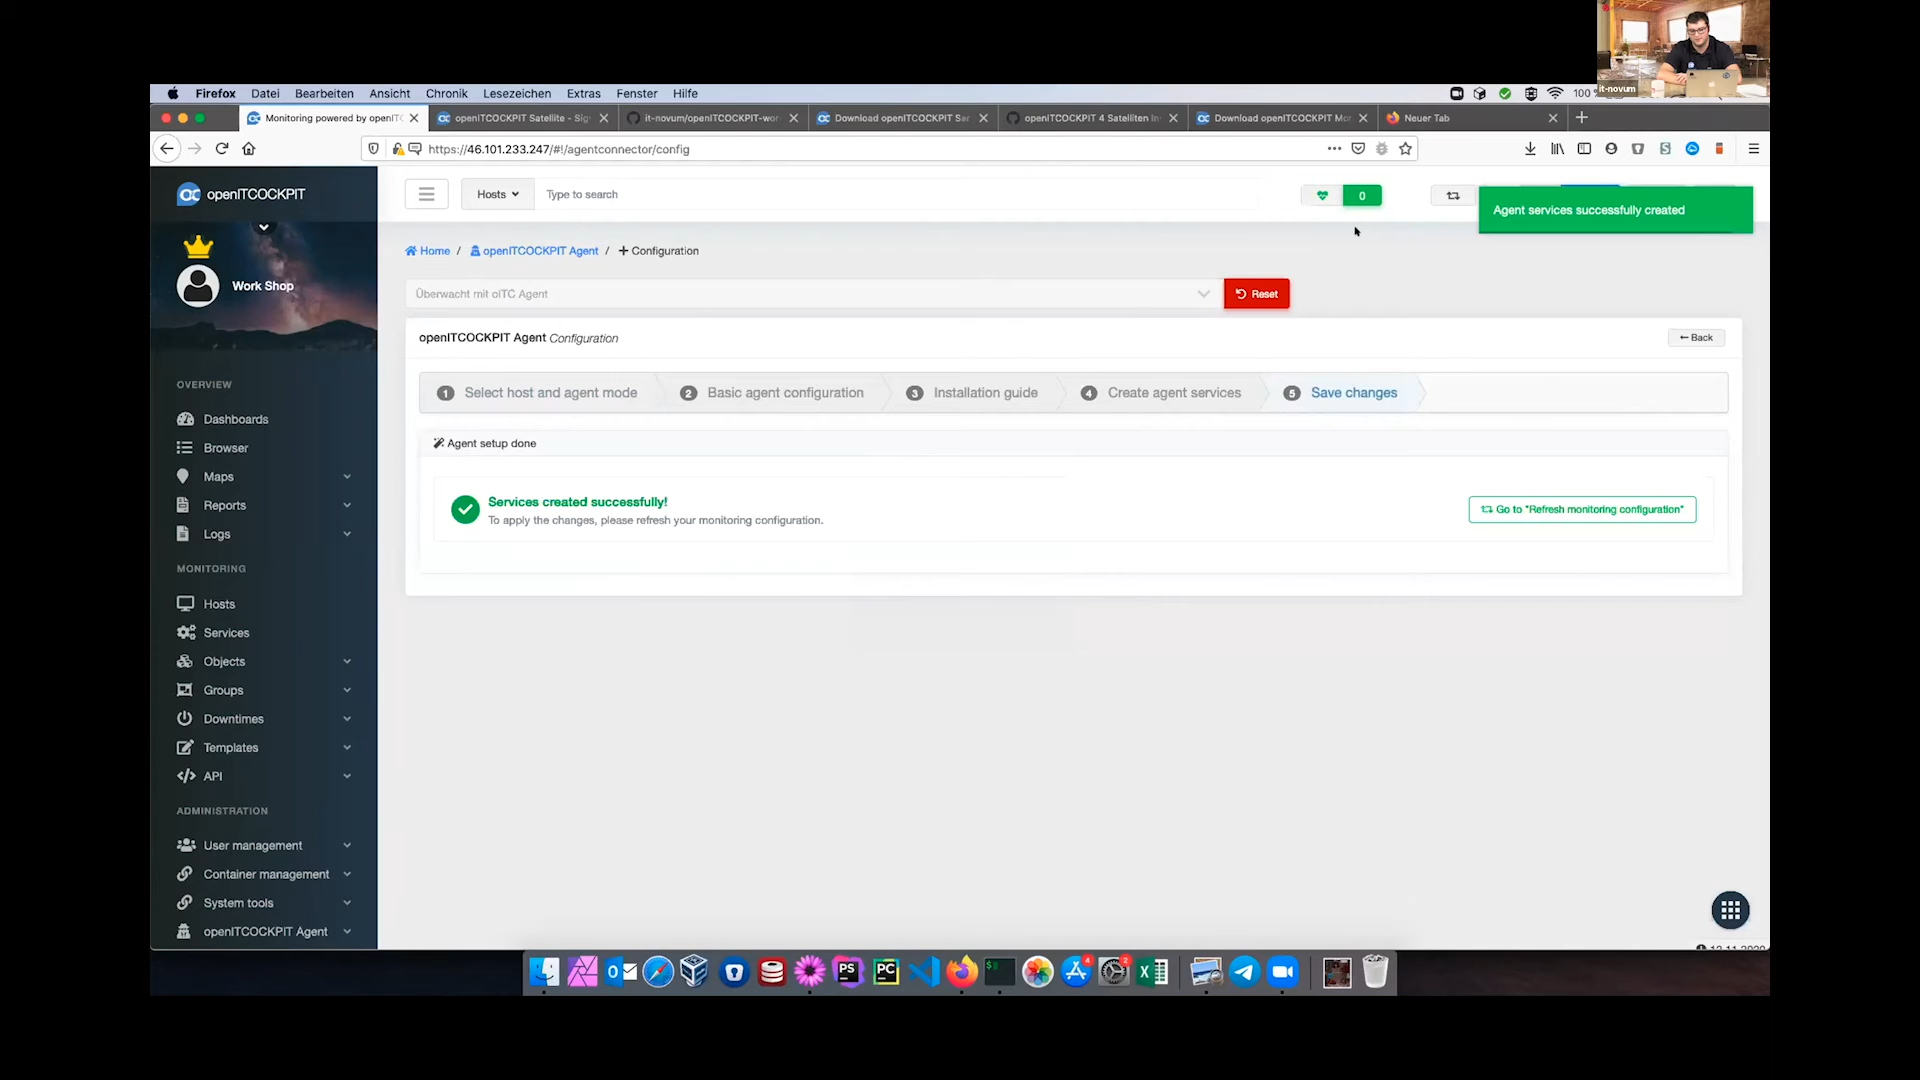 it-novum
Firefox Datei Bearbeiten Ansicht Chronik Lesezeichen Extras Fenster Hilfe 100
Monitoring powered by openITC openITCOCKPIT Satellite - Sig it-novum/openITCOCKPIT-wor Download openITCOCKPIT Ser openITCOCKPIT 4 Satelliten In Download openITCOCKPIT Mor Neuer Tab
https://46.101.233.247/#!/agentconnector/config
openITCOCKPIT
Hosts Type to search 0
Agent services successfully created
Home / openITCOCKPIT Agent / Configuration
Work Shop
Überwacht mit oITC Agent Reset
openITCOCKPIT Agent Configuration Back
1 Select host and agent mode 2 Basic agent configuration 3 Installation guide 4 Create agent services 5 Save changes
Agent setup done
Services created successfully!
To apply the changes, please refresh your monitoring configuration.
Go to "Refresh monitoring configuration"
OVERVIEW
Dashboards
Browser
Maps
Reports
Logs
MONITORING
Hosts
Services
Objects
Groups
Downtimes
Templates
API
ADMINISTRATION
User management
Container management
System tools
openITCOCKPIT Agent
PS PC
4 2